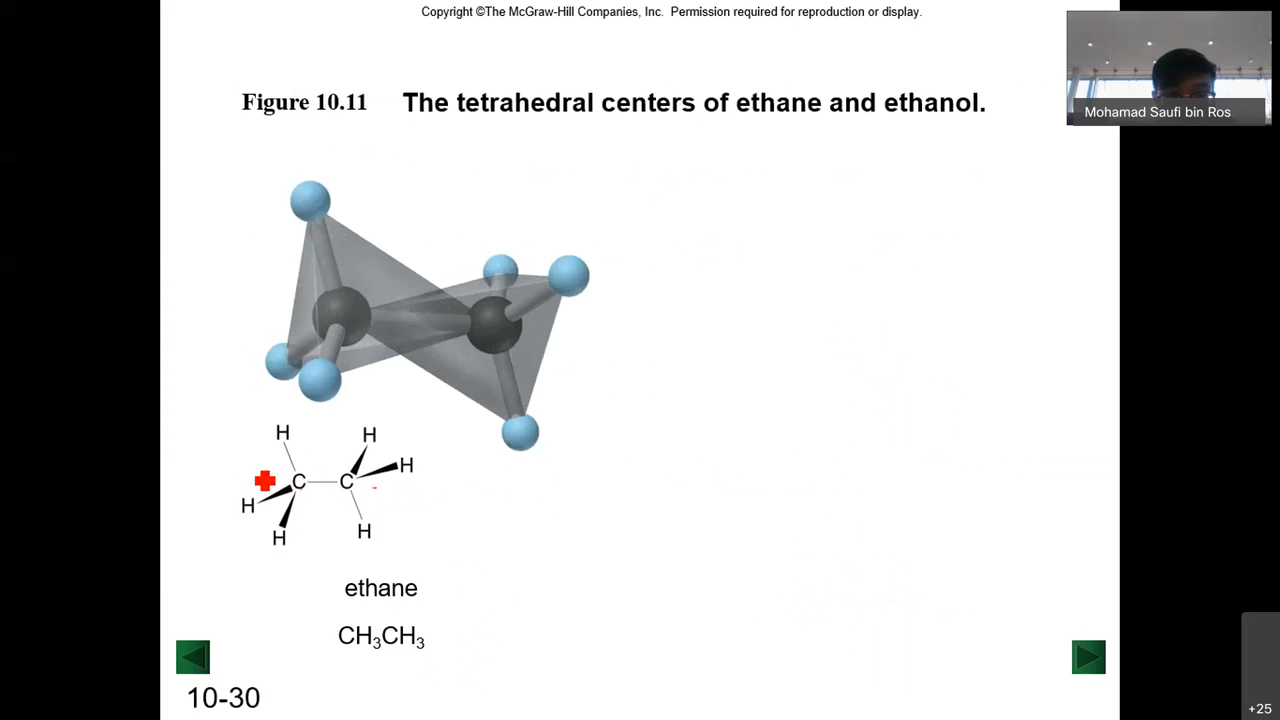 Copyright ©The McGraw-Hill Companies, Inc. Permission required for reproduction or display.
Mohamad Saufi bin Ros
Figure 10.11 The tetrahedral centers of ethane and ethanol.
H H
H
C C
H
H H
ethane
CH₃CH₃
10-30
+25